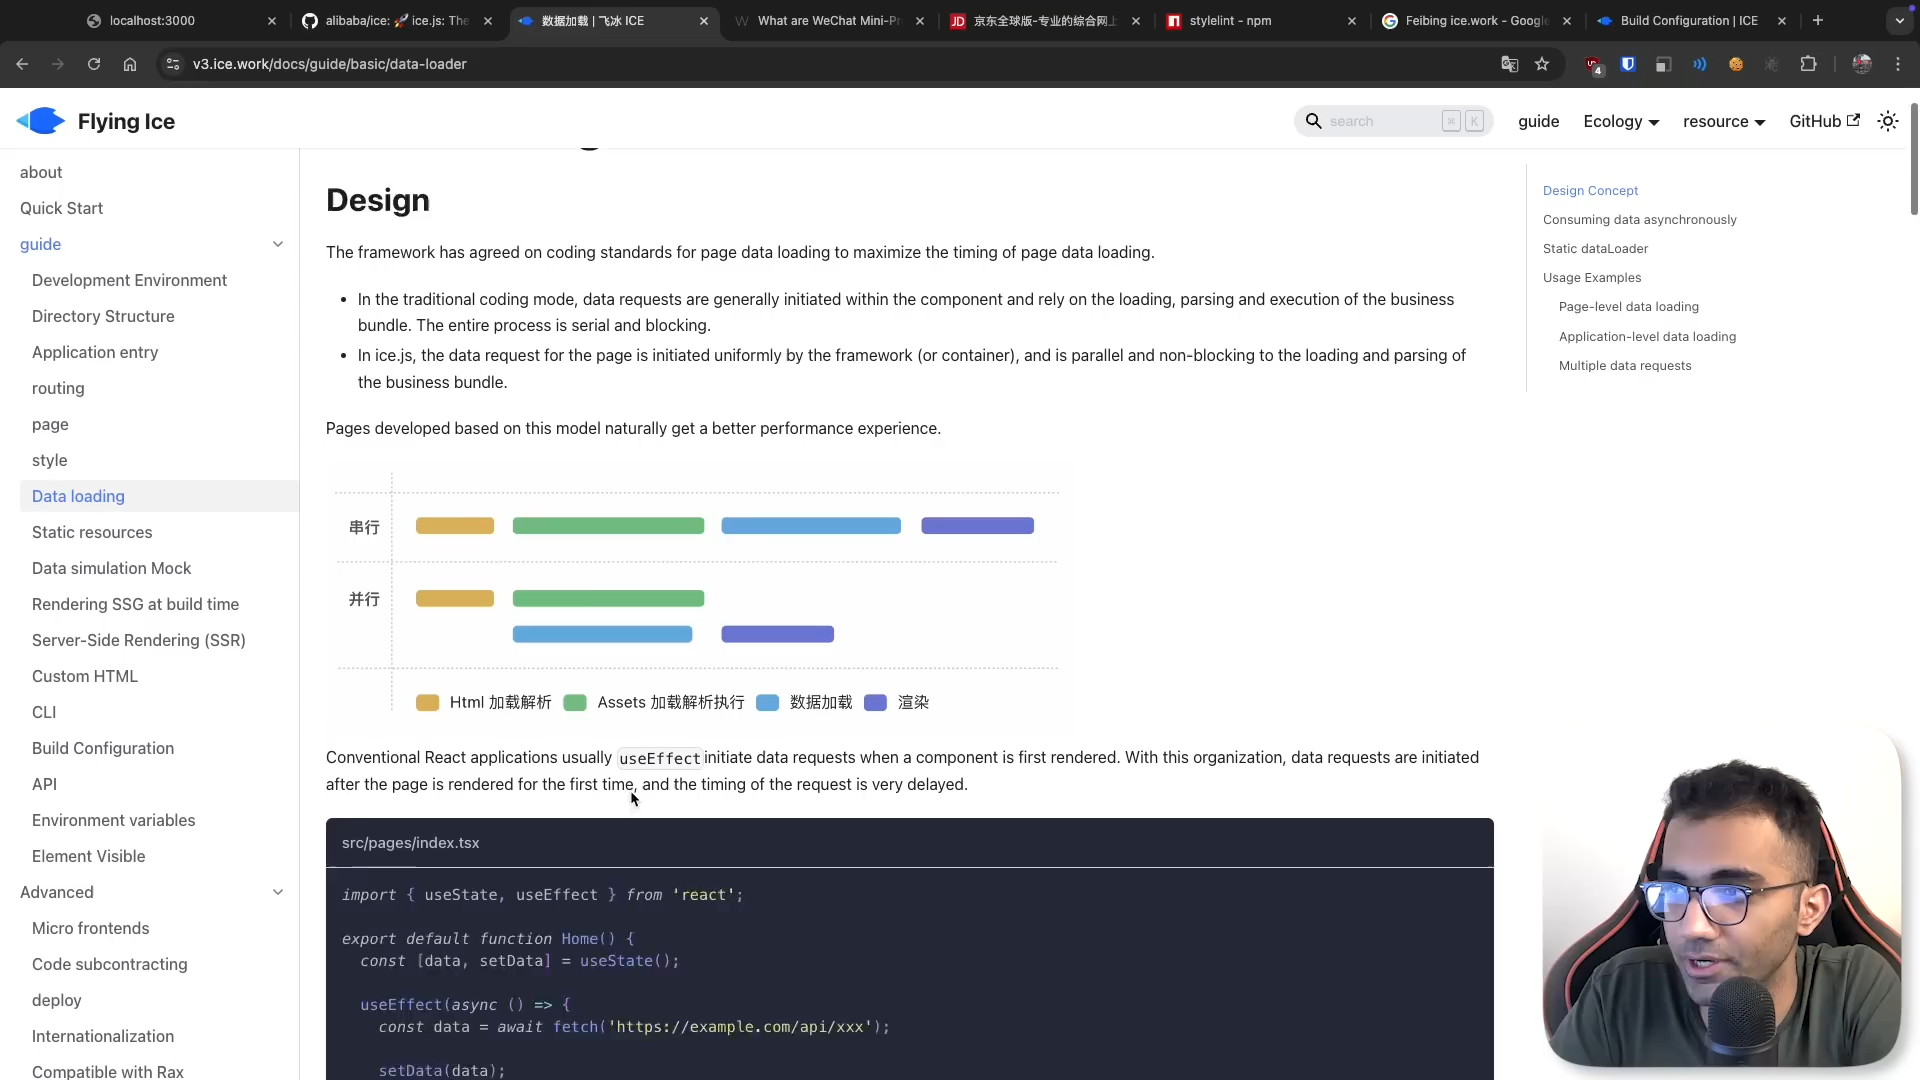 localhost:3000
alibaba/ice: 🚀 ice.js: The
数据加载 | 飞冰 ICE
What are WeChat Mini-Pr
京东全球版-专业的综合网上
stylelint - npm
Feibing ice.work - Google
Build Configuration | ICE
v3.ice.work/docs/guide/basic/data-loader
4
Flying Ice
search
⌘ K
guide
Ecology
resource
GitHub
about
Quick Start
guide
Development Environment
Directory Structure
Application entry
routing
page
style
Data loading
Static resources
Data simulation Mock
Rendering SSG at build time
Server-Side Rendering (SSR)
Custom HTML
CLI
Build Configuration
API
Environment variables
Element Visible
Advanced
Micro frontends
Code subcontracting
deploy
Internationalization
Compatible with Rax
Design
The framework has agreed on coding standards for page data loading to maximize the timing of page data loading.
In the traditional coding mode, data requests are generally initiated within the component and rely on the loading, parsing and execution of the business
bundle. The entire process is serial and blocking.
In ice.js, the data request for the page is initiated uniformly by the framework (or container), and is parallel and non-blocking to the loading and parsing of
the business bundle.
Pages developed based on this model naturally get a better performance experience.
串行
并行
Html 加载解析 Assets 加载解析执行 数据加载 渲染
Conventional React applications usually useEffect initiate data requests when a component is first rendered. With this organization, data requests are initiated
after the page is rendered for the first time, and the timing of the request is very delayed.
src/pages/index.tsx
import { useState, useEffect } from 'react';
export default function Home() {
const [data, setData] = useState();
useEffect(async () => {
const data = await fetch('https://example.com/api/xxx');
setData(data);
Design Concept
Consuming data asynchronously
Static dataLoader
Usage Examples
Page-level data loading
Application-level data loading
Multiple data requests